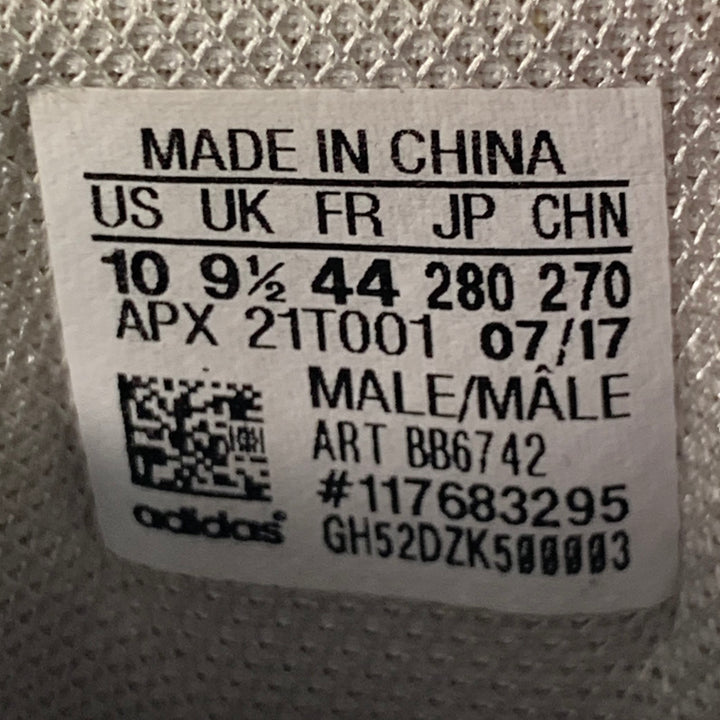 MADE IN CHINA
US UK FR JP CHN
10 9½ 44 280 270
APX 21T001 07/17
MALE/MÂLE
ART BB6742
#117683295
GH52DZK500003
adidas